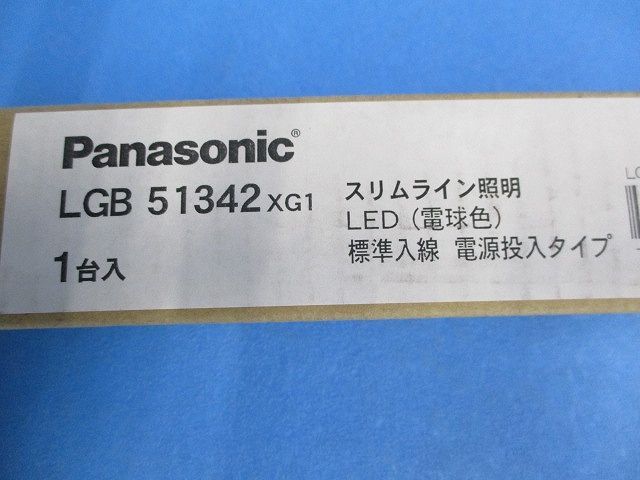 Panasonic®
LGB 51342 XG1
1台入
スリムライン照明
LED（電球色）
標準入線 電源投入タイプ